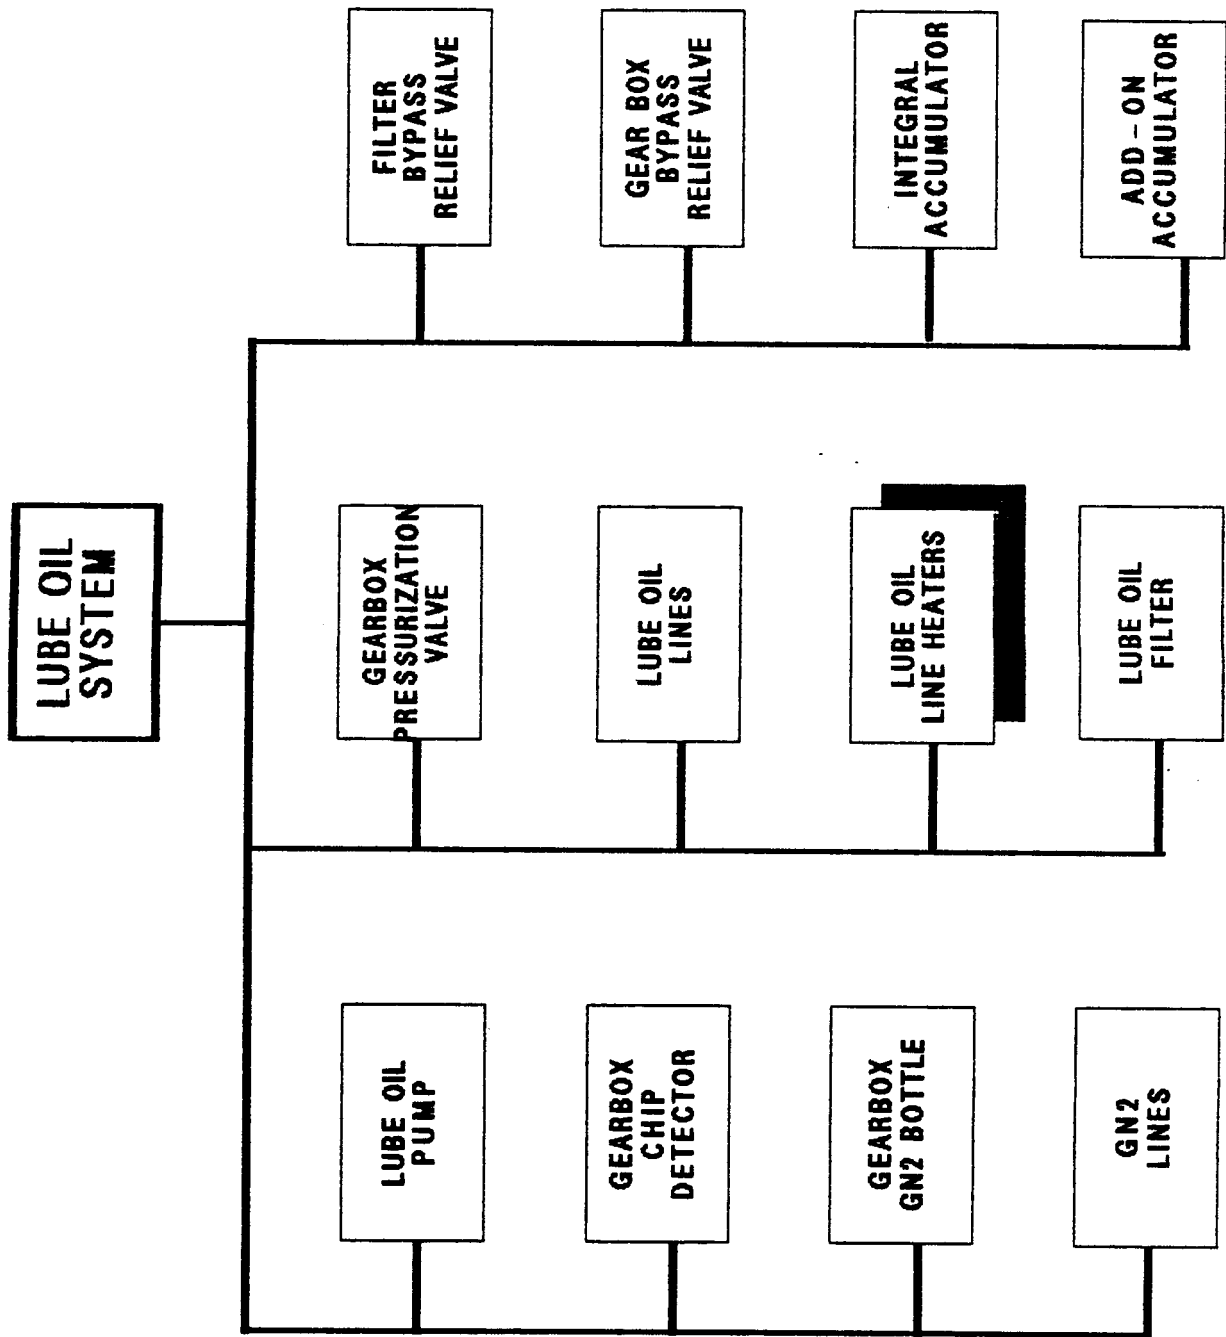 LUBE OIL
SYSTEM
LUBE OIL
PUMP
GEARBOX
CHIP
DETECTOR
GEARBOX
GN2 BOTTLE
GN2
LINES
GEARBOX
PRESSURIZATION
VALVE
LUBE OIL
LINES
LUBE OIL
LINE HEATERS
LUBE OIL
FILTER
FILTER
BYPASS
RELIEF VALVE
GEAR BOX
BYPASS
RELIEF VALVE
INTEGRAL
ACCUMULATOR
ADD-ON
ACCUMULATOR